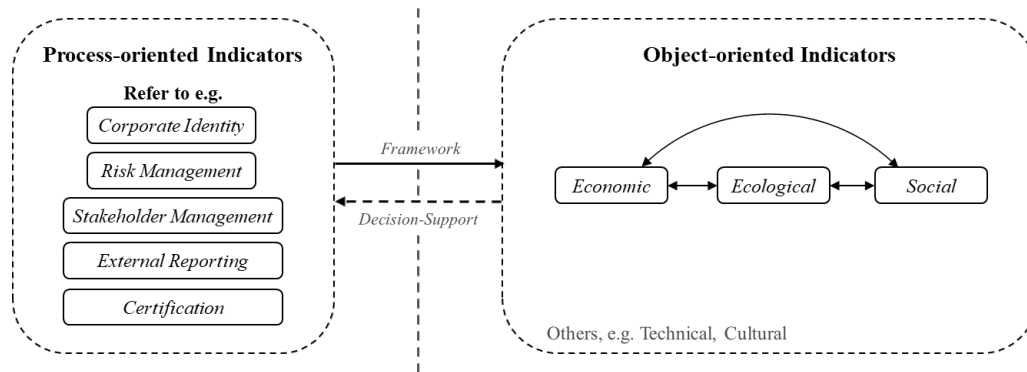 Process-oriented Indicators
Refer to e.g.
Corporate Identity
Risk Management
Stakeholder Management
External Reporting
Certification
Framework
Decision-Support
Object-oriented Indicators
Economic
Ecological
Social
Others, e.g. Technical, Cultural